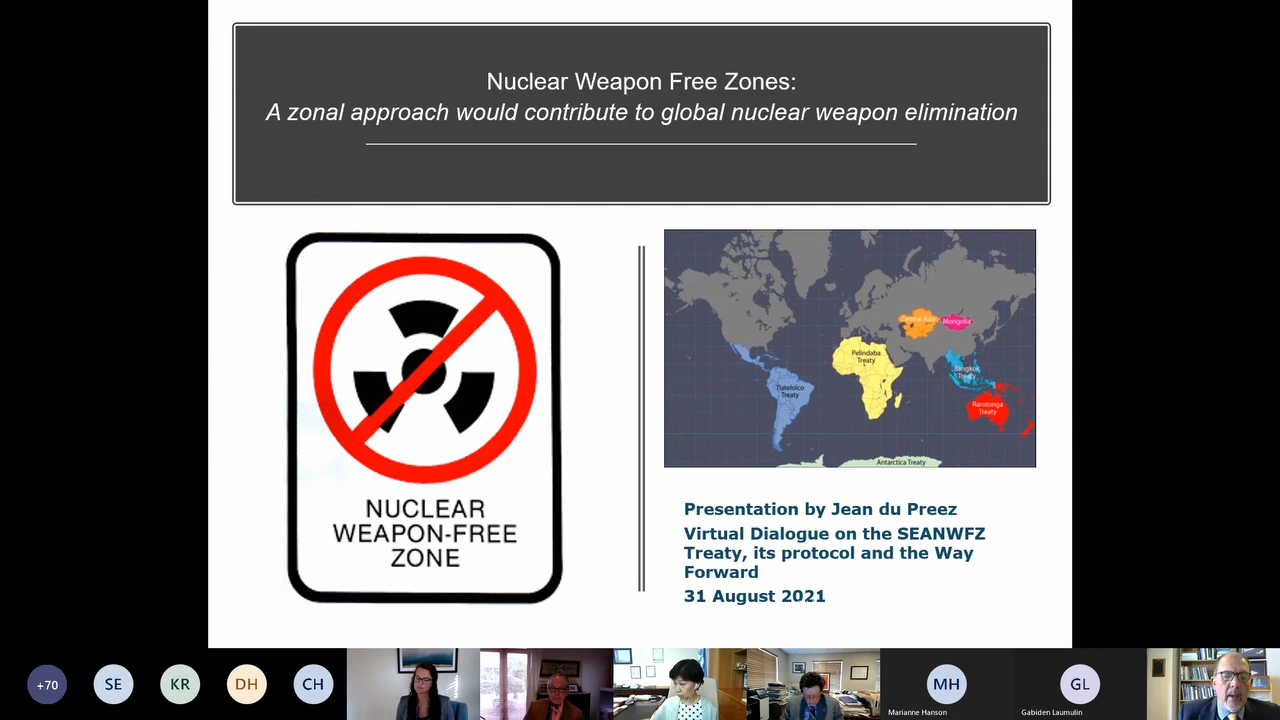 Nuclear Weapon Free Zones:
A zonal approach would contribute to global nuclear weapon elimination
NUCLEAR
WEAPON-FREE
ZONE
Central Asia
Mongolia
Pelindaba
Treaty
Bangkok
Treaty
Tlatelolco
Treaty
Rarotonga
Treaty
Antarctica Treaty
Presentation by Jean du Preez
Virtual Dialogue on the SEANWFZ
Treaty, its protocol and the Way
Forward
31 August 2021
+70
SE
KR
DH
CH
MH
Marianne Hanson
GL
Gabiden Laumulin